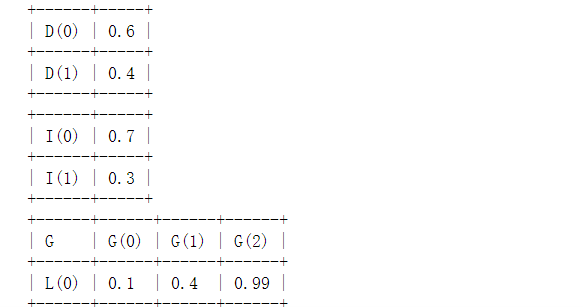 +------+-----+
| D(0) | 0.6 |
+------+-----+
| D(1) | 0.4 |
+------+-----+
+------+-----+
| I(0) | 0.7 |
+------+-----+
| I(1) | 0.3 |
+------+-----+
+------+------+------+------+
| G    | G(0) | G(1) | G(2) |
+------+------+------+------+
| L(0) | 0.1  | 0.4  | 0.99 |
+------+------+------+------+